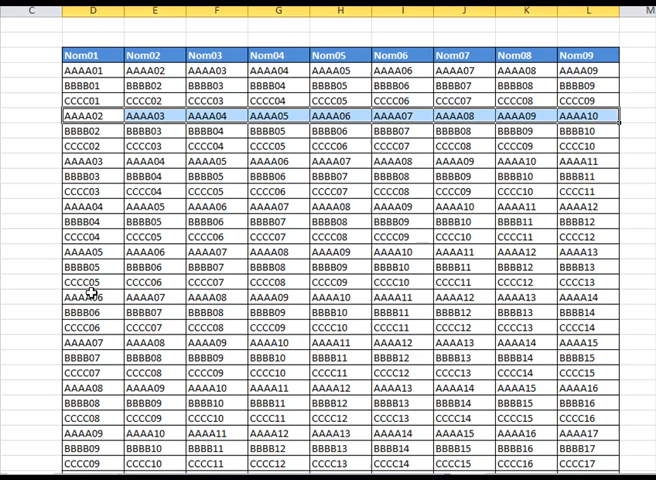 C D E F G H I J K L M
Nom01 Nom02 Nom03 Nom04 Nom05 Nom06 Nom07 Nom08 Nom09
AAAA01 AAAA02 AAAA03 AAAA04 AAAA05 AAAA06 AAAA07 AAAA08 AAAA09
BBBB01 BBBB02 BBBB03 BBBB04 BBBB05 BBBB06 BBBB07 BBBB08 BBBB09
CCCC01 CCCC02 CCCC03 CCCC04 CCCC05 CCCC06 CCCC07 CCCC08 CCCC09
AAAA02 AAAA03 AAAA04 AAAA05 AAAA06 AAAA07 AAAA08 AAAA09 AAAA10
BBBB02 BBBB03 BBBB04 BBBB05 BBBB06 BBBB07 BBBB08 BBBB09 BBBB10
CCCC02 CCCC03 CCCC04 CCCC05 CCCC06 CCCC07 CCCC08 CCCC09 CCCC10
AAAA03 AAAA04 AAAA05 AAAA06 AAAA07 AAAA08 AAAA09 AAAA10 AAAA11
BBBB03 BBBB04 BBBB05 BBBB06 BBBB07 BBBB08 BBBB09 BBBB10 BBBB11
CCCC03 CCCC04 CCCC05 CCCC06 CCCC07 CCCC08 CCCC09 CCCC10 CCCC11
AAAA04 AAAA05 AAAA06 AAAA07 AAAA08 AAAA09 AAAA10 AAAA11 AAAA12
BBBB04 BBBB05 BBBB06 BBBB07 BBBB08 BBBB09 BBBB10 BBBB11 BBBB12
CCCC04 CCCC05 CCCC06 CCCC07 CCCC08 CCCC09 CCCC10 CCCC11 CCCC12
AAAA05 AAAA06 AAAA07 AAAA08 AAAA09 AAAA10 AAAA11 AAAA12 AAAA13
BBBB05 BBBB06 BBBB07 BBBB08 BBBB09 BBBB10 BBBB11 BBBB12 BBBB13
CCCC05 CCCC06 CCCC07 CCCC08 CCCC09 CCCC10 CCCC11 CCCC12 CCCC13
AAAA06 AAAA07 AAAA08 AAAA09 AAAA10 AAAA11 AAAA12 AAAA13 AAAA14
BBBB06 BBBB07 BBBB08 BBBB09 BBBB10 BBBB11 BBBB12 BBBB13 BBBB14
CCCC06 CCCC07 CCCC08 CCCC09 CCCC10 CCCC11 CCCC12 CCCC13 CCCC14
AAAA07 AAAA08 AAAA09 AAAA10 AAAA11 AAAA12 AAAA13 AAAA14 AAAA15
BBBB07 BBBB08 BBBB09 BBBB10 BBBB11 BBBB12 BBBB13 BBBB14 BBBB15
CCCC07 CCCC08 CCCC09 CCCC10 CCCC11 CCCC12 CCCC13 CCCC14 CCCC15
AAAA08 AAAA09 AAAA10 AAAA11 AAAA12 AAAA13 AAAA14 AAAA15 AAAA16
BBBB08 BBBB09 BBBB10 BBBB11 BBBB12 BBBB13 BBBB14 BBBB15 BBBB16
CCCC08 CCCC09 CCCC10 CCCC11 CCCC12 CCCC13 CCCC14 CCCC15 CCCC16
AAAA09 AAAA10 AAAA11 AAAA12 AAAA13 AAAA14 AAAA15 AAAA16 AAAA17
BBBB09 BBBB10 BBBB11 BBBB12 BBBB13 BBBB14 BBBB15 BBBB16 BBBB17
CCCC09 CCCC10 CCCC11 CCCC12 CCCC13 CCCC14 CCCC15 CCCC16 CCCC17